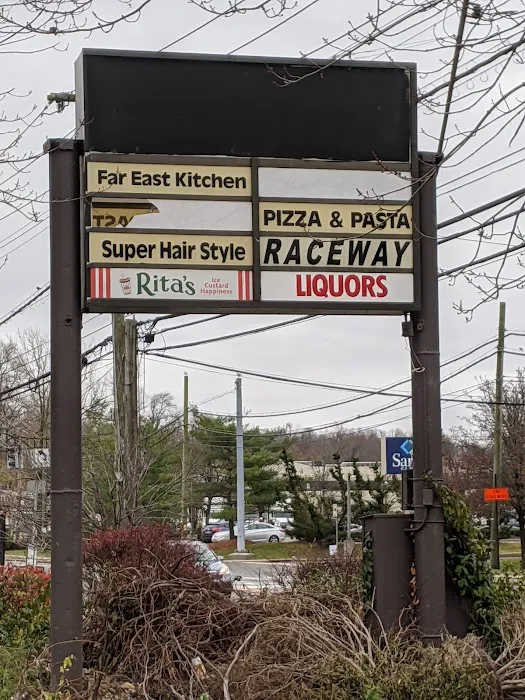 Far East Kitchen
PIZZA & PASTA
Super Hair Style
RACEWAY
Rita's
Ice
Custard
Happiness
LIQUORS